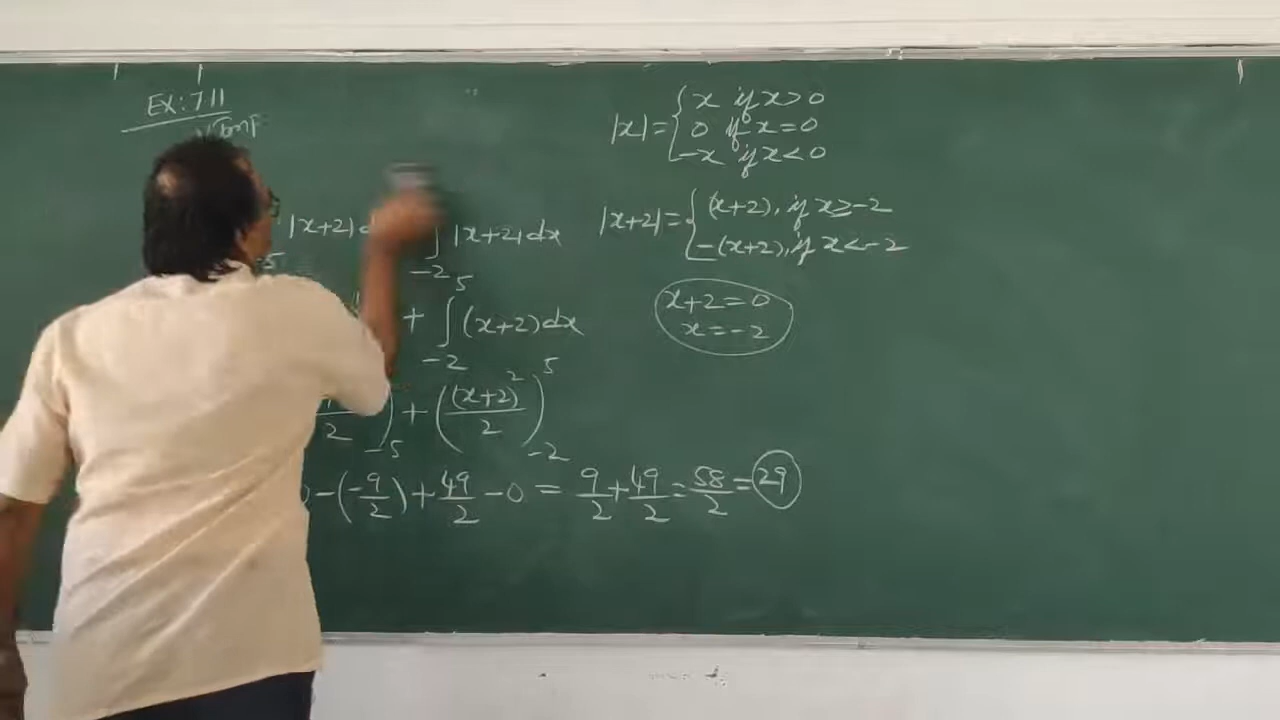 Ex: 7.11
|x+2| d
∫ |x+2| dx
-2
5
+ ∫ (x+2) dx
-2
2 -5 + ((x+2)²/2) 5 -2
0 - (-9/2) + 49/2 - 0 = 9/2 + 49/2 = 58/2 = 29
|x| = { x if x > 0
0 if x = 0
-x if x < 0
|x+2| = { (x+2), if x ≥ -2
-(x+2), if x < -2
x+2 = 0
x = -2